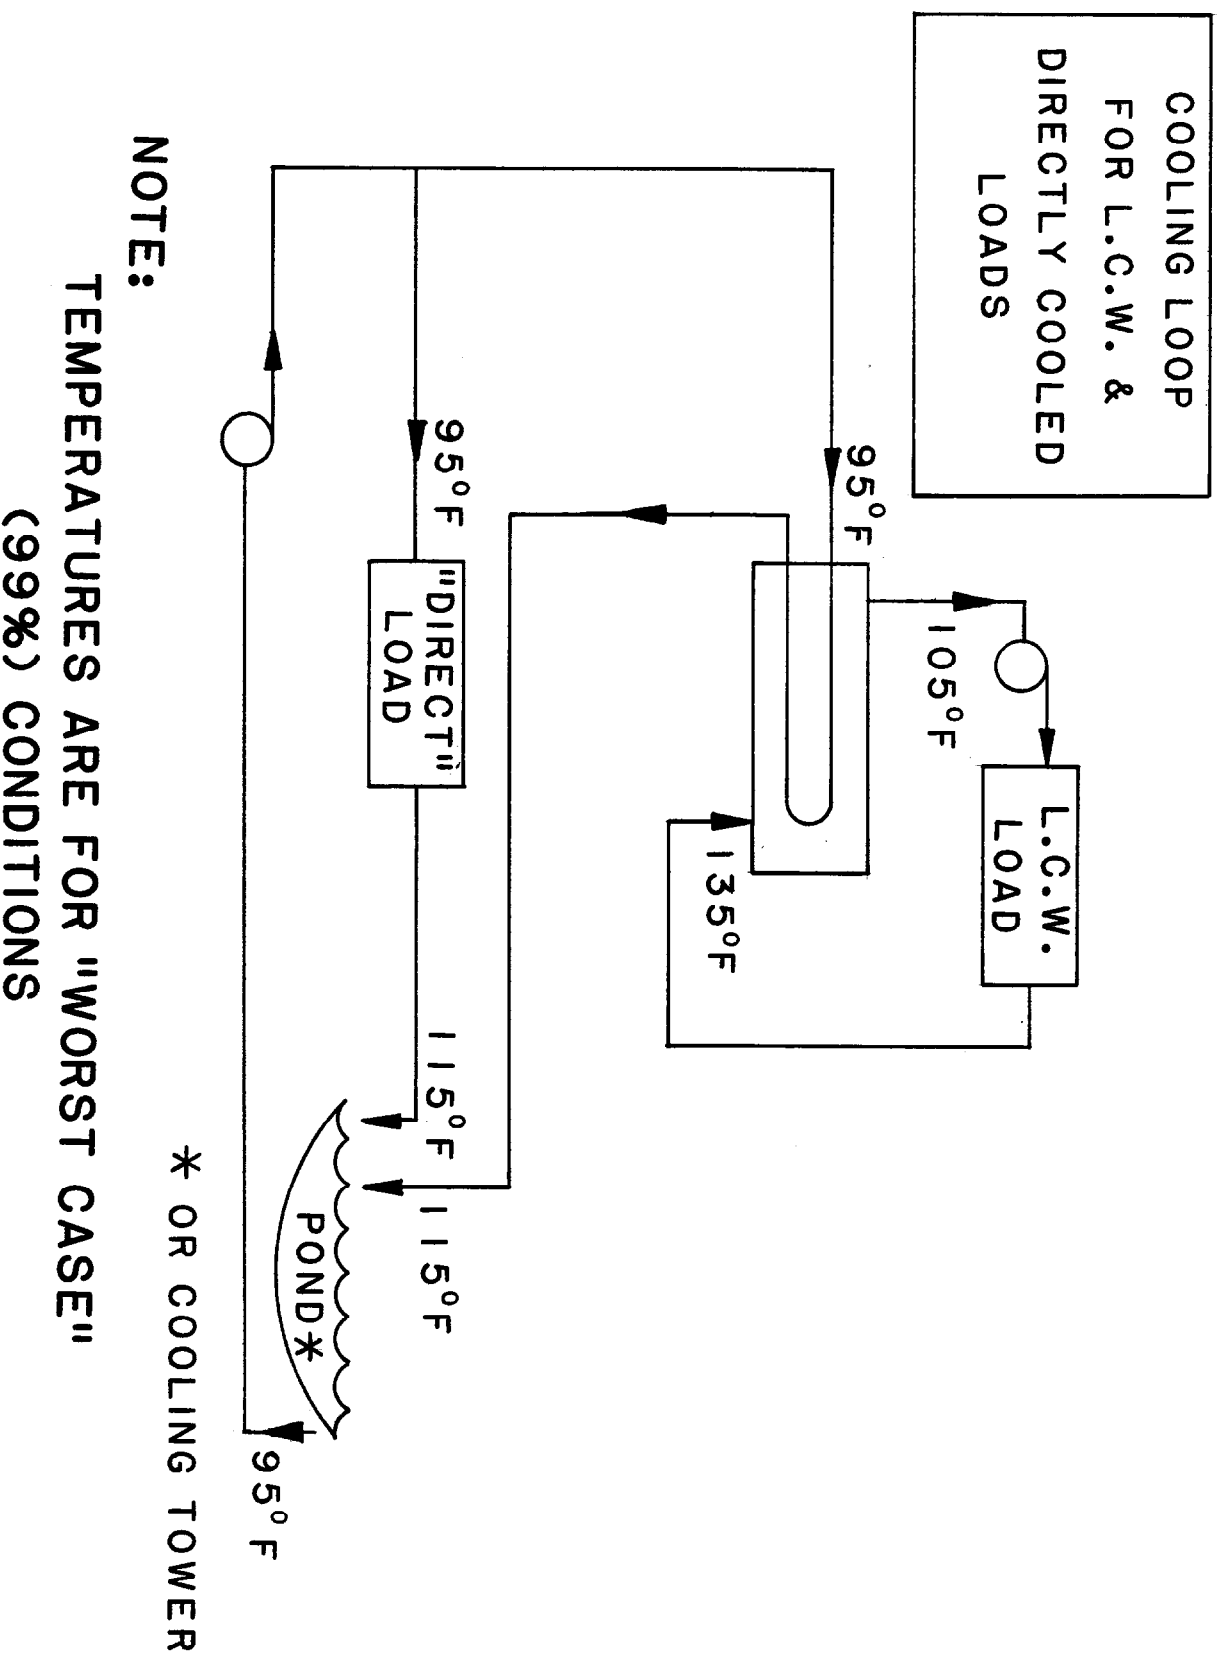 COOLING LOOP
FOR L.C.W. &
DIRECTLY COOLED
LOADS
L.C.W.
LOAD
105°F
95°F
135°F
95°F
"DIRECT"
LOAD
115°F
115°F
POND*
95°F
* OR COOLING TOWER
NOTE:
TEMPERATURES ARE FOR "WORST CASE"
(99%) CONDITIONS